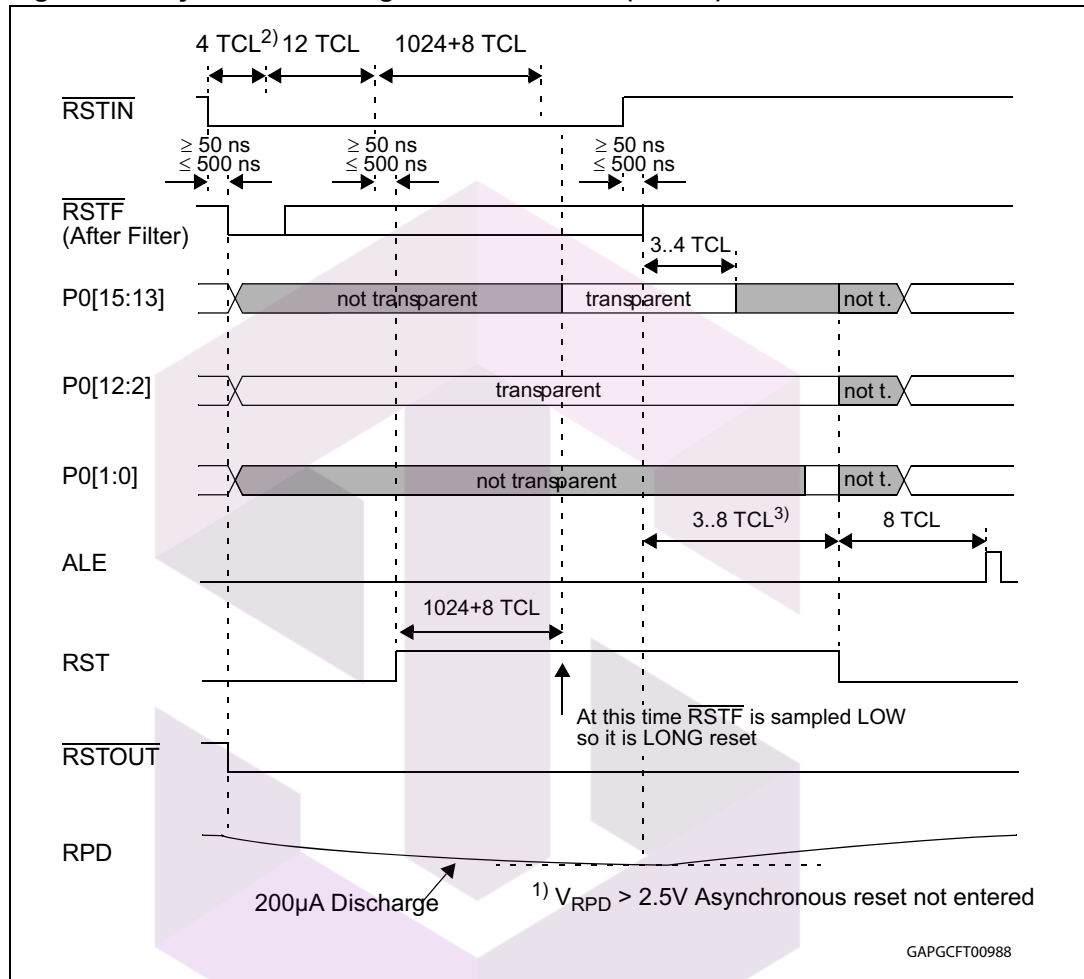 4 TCL2) 12 TCL 1024+8 TCL
RSTIN
≥ 50 ns ≥ 50 ns ≥ 50 ns
≤ 500 ns ≤ 500 ns ≤ 500 ns
RSTF
(After Filter)
3..4 TCL
P0[15:13] not transparent transparent not t.
P0[12:2] transparent not t.
P0[1:0] not transparent not t.
3..8 TCL3) 8 TCL
ALE
1024+8 TCL
RST
At this time RSTF is sampled LOW
so it is LONG reset
RSTOUT
RPD
200µA Discharge
1) VRPD > 2.5V Asynchronous reset not entered
GAPGCFT00988